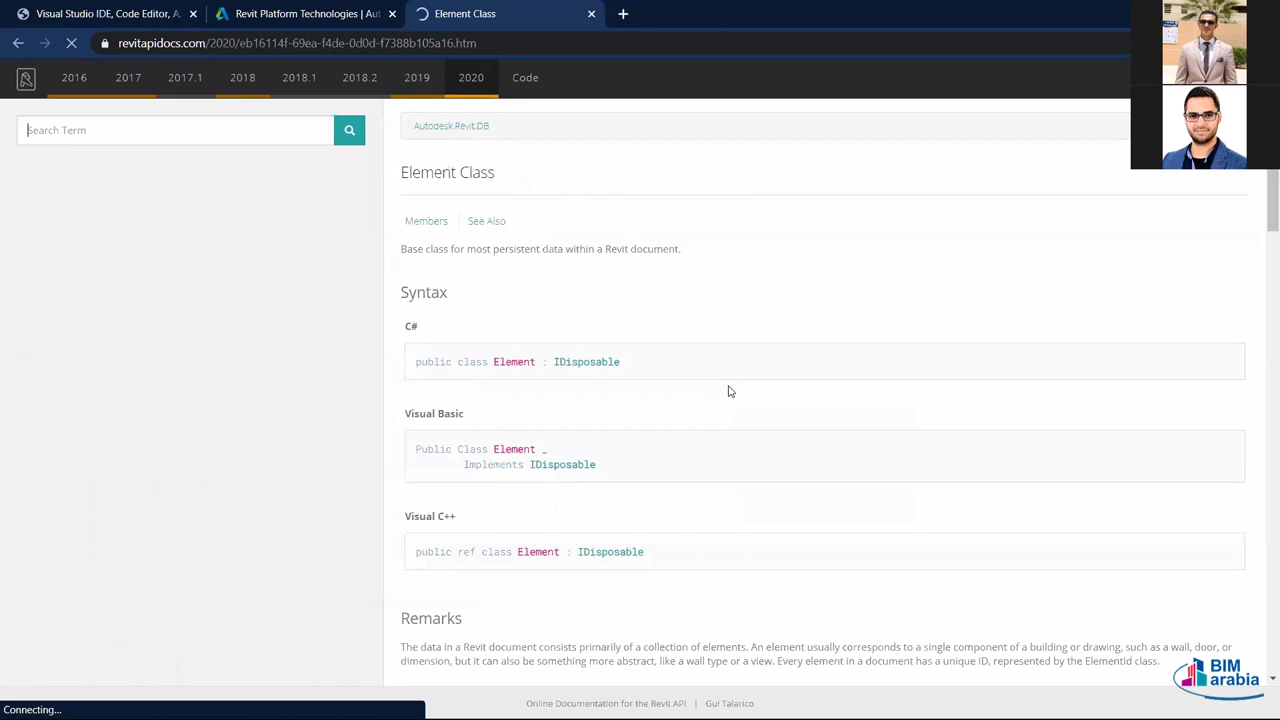 Visual Studio IDE, Code Editor, A
Revit Platform Technologies | Aut
Element Class
revitapidocs.com/2020/eb16114f-69ea-f4de-0d0d-f7388b105a16.htm
2016
2017
2017.1
2018
2018.1
2018.2
2019
2020
Code
Search Term
Autodesk.Revit.DB
Element Class
Members
See Also
Base class for most persistent data within a Revit document.
Syntax
C#
public class Element : IDisposable
Visual Basic
Public Class Element _
Implements IDisposable
Visual C++
public ref class Element : IDisposable
Remarks
The data in a Revit document consists primarily of a collection of elements. An element usually corresponds to a single component of a building or drawing, such as a wall, door, or
dimension, but it can also be something more abstract, like a wall type or a view. Every element in a document has a unique ID, represented by the ElementId class.
BIM
arabia
Connecting...
Online Documentation for the Revit API | Gui Talarico